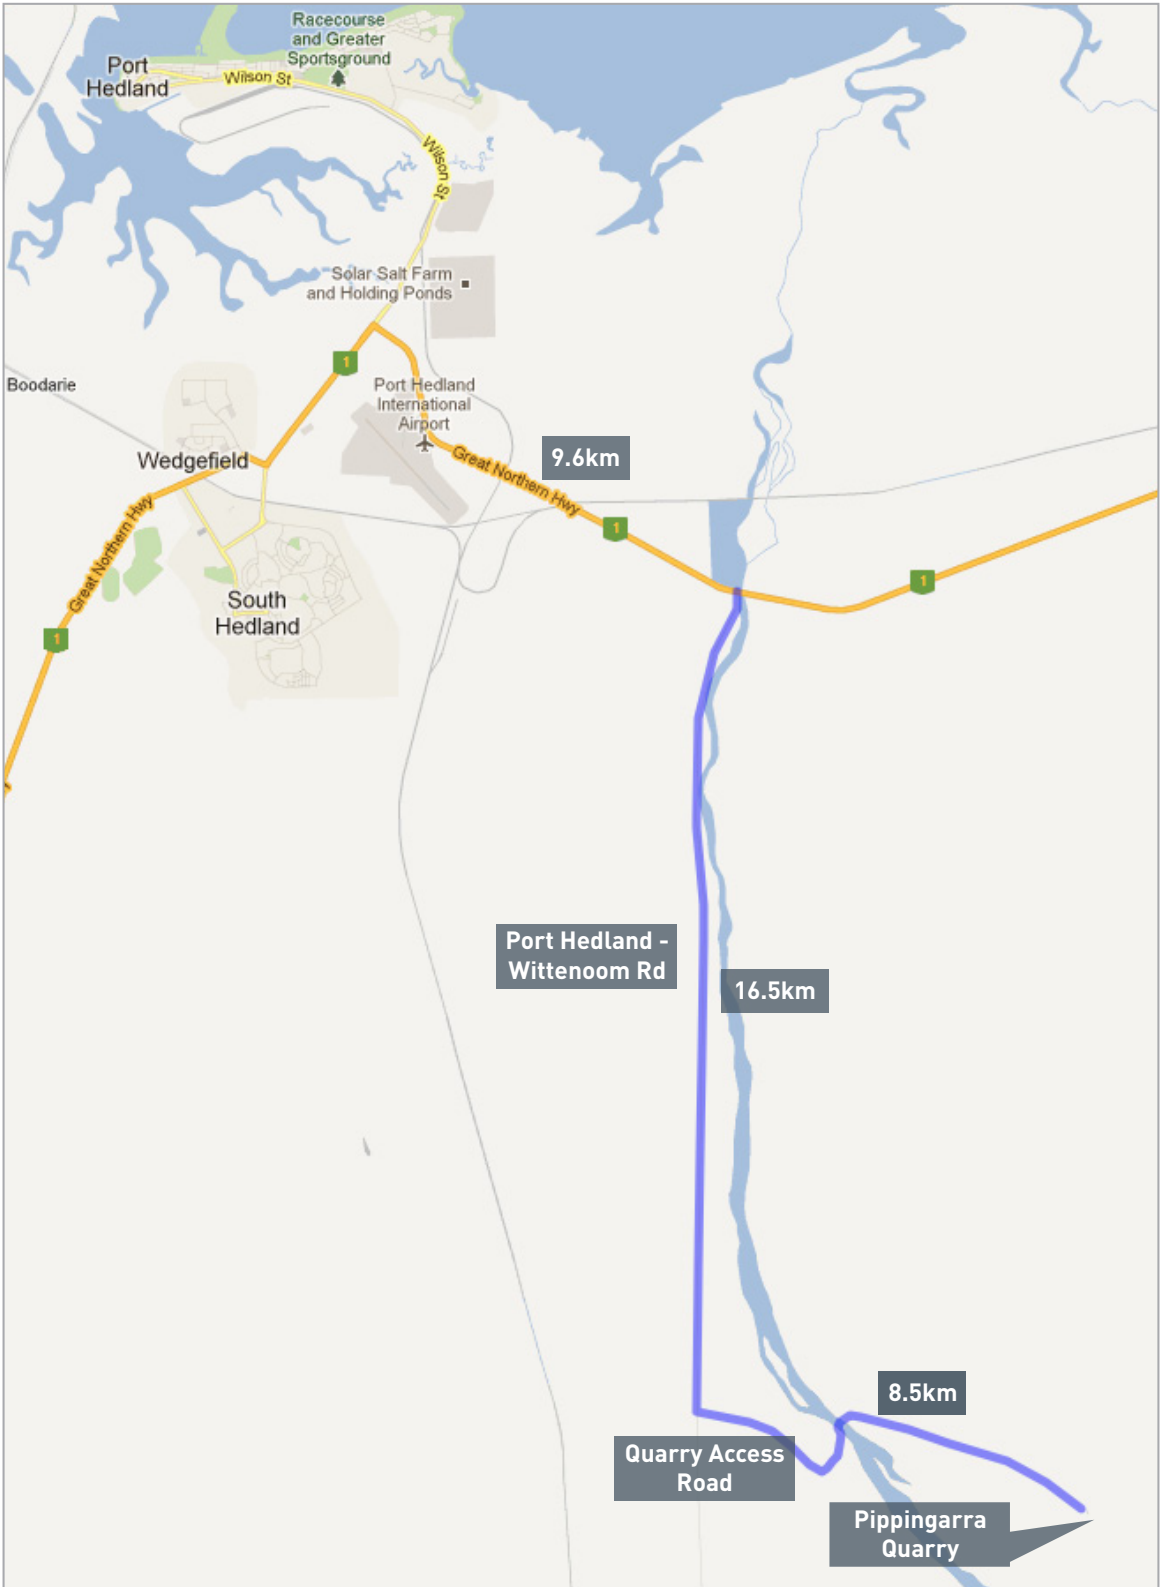 Racecourse
and Greater
Sportsground
Port
Hedland
Wilson St
Wilson St
Solar Salt Farm
and Holding Ponds
1
Boodarie
Port Hedland
International
Airport
Wedgefield
Great Northern Hwy
9.6km
1
Great Northern Hwy
1
South
Hedland
1
Port Hedland -
Wittenoom Rd
16.5km
8.5km
Quarry Access
Road
Pippingarra
Quarry